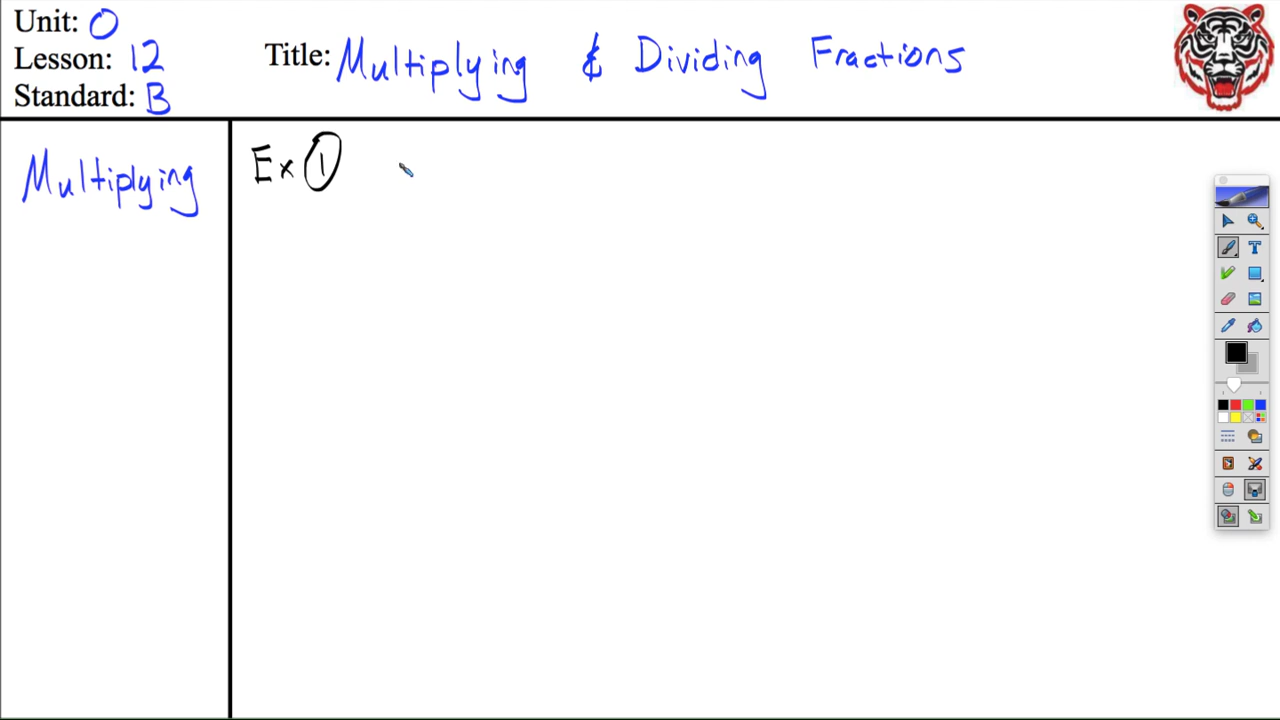 Unit: 0
Lesson: 12
Standard: B
Title: Multiplying & Dividing Fractions
Multiplying
Ex ①
T